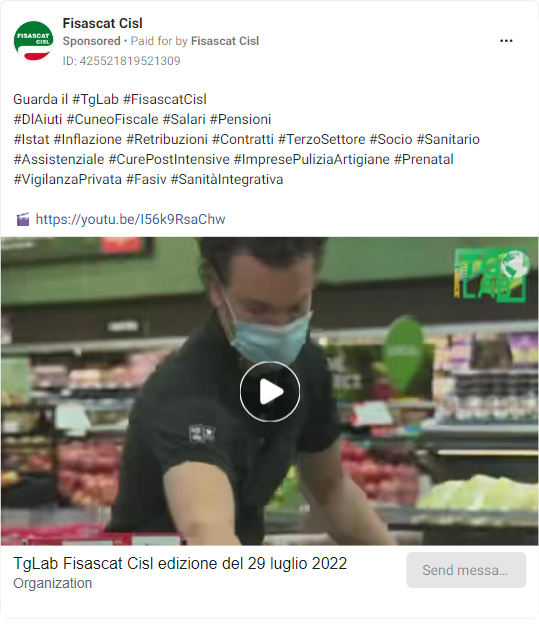 Fisascat Cisl
FISASCAT
CISL
Sponsored • Paid for by Fisascat Cisl
ID: 425521819521309
Guarda il #TgLab #FisascatCisl
#DlAiuti #CuneoFiscale #Salari #Pensioni
#Istat #Inflazione #Retribuzioni #Contratti #TerzoSettore #Socio #Sanitario
#Assistenziale #CurePostIntensive #ImpresePuliziaArtigiane #Prenatal
#VigilanzaPrivata #Fasiv #SanitàIntegrativa
https://youtu.be/I56k9RsaChw
TG
LAB
TgLab Fisascat Cisl edizione del 29 luglio 2022
Organization
Send messa...